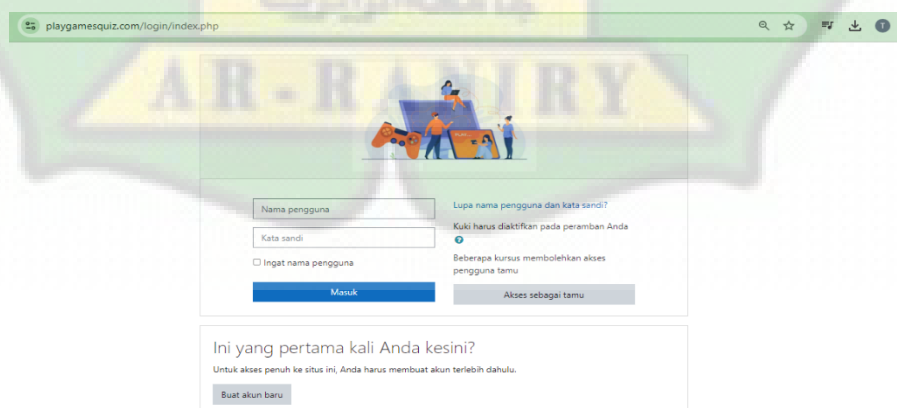 playgamesquiz.com/login/index.php
T
AR-RANIRY
Nama pengguna
Kata sandi
Ingat nama pengguna
Masuk
Lupa nama pengguna dan kata sandi?
Kuki harus diaktifkan pada peramban Anda
Beberapa kursus membolehkan akses
pengguna tamu
Akses sebagai tamu
Ini yang pertama kali Anda kesini?
Untuk akses penuh ke situs ini, Anda harus membuat akun terlebih dahulu.
Buat akun baru